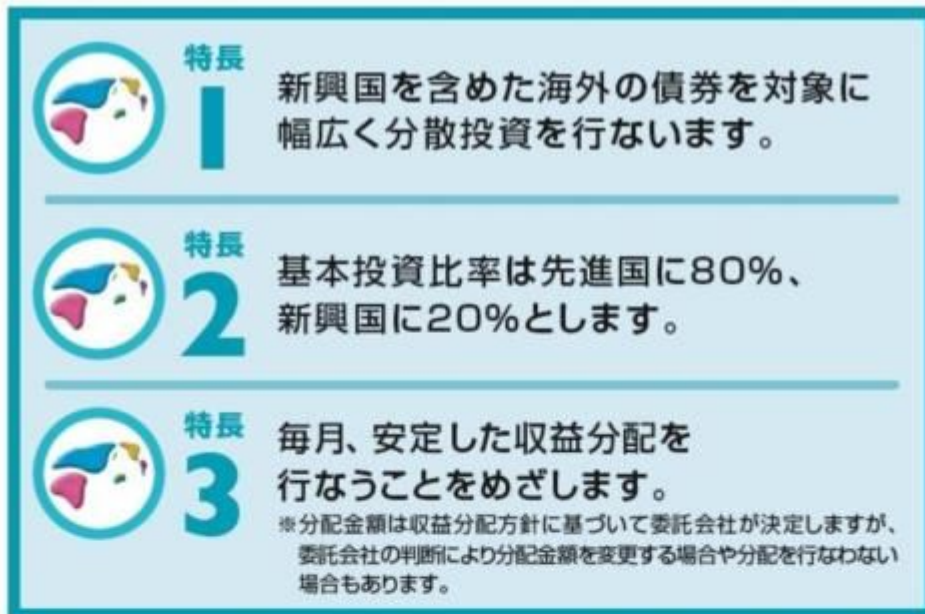 特長
1
新興国を含めた海外の債券を対象に
幅広く分散投資を行ないます。
特長
2
基本投資比率は先進国に80%、
新興国に20%とします。
特長
3
毎月、安定した収益分配を
行なうことをめざします。
※分配金額は収益分配方針に基づいて委託会社が決定しますが、
委託会社の判断により分配金額を変更する場合や分配を行なわない
場合もあります。